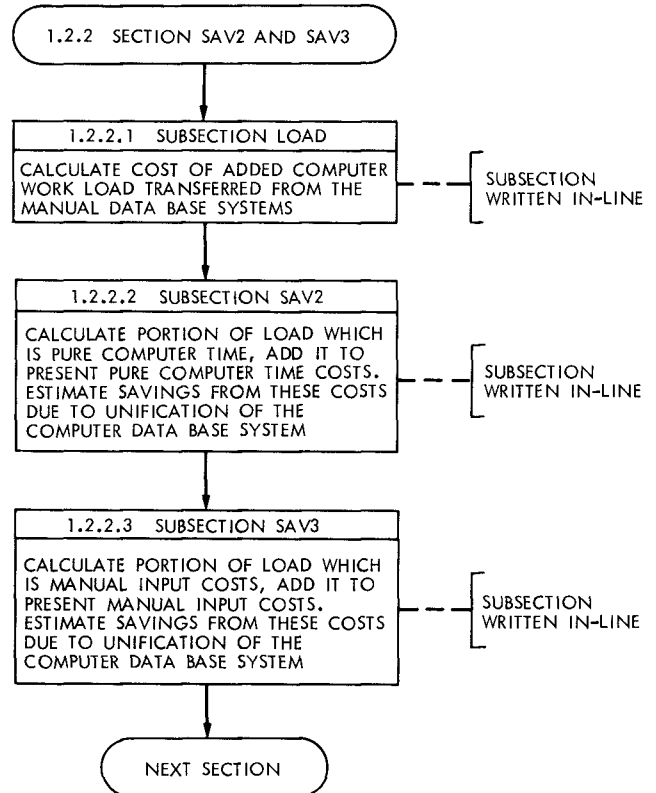 1.2.2 SECTION SAV2 AND SAV3
1.2.2.1 SUBSECTION LOAD
CALCULATE COST OF ADDED COMPUTER
WORK LOAD TRANSFERRED FROM THE
MANUAL DATA BASE SYSTEMS
SUBSECTION
WRITTEN IN-LINE
1.2.2.2 SUBSECTION SAV2
CALCULATE PORTION OF LOAD WHICH
IS PURE COMPUTER TIME, ADD IT TO
PRESENT PURE COMPUTER TIME COSTS.
ESTIMATE SAVINGS FROM THESE COSTS
DUE TO UNIFICATION OF THE
COMPUTER DATA BASE SYSTEM
SUBSECTION
WRITTEN IN-LINE
1.2.2.3 SUBSECTION SAV3
CALCULATE PORTION OF LOAD WHICH
IS MANUAL INPUT COSTS, ADD IT TO
PRESENT MANUAL INPUT COSTS.
ESTIMATE SAVINGS FROM THESE COSTS
DUE TO UNIFICATION OF THE
COMPUTER DATA BASE SYSTEM
SUBSECTION
WRITTEN IN-LINE
NEXT SECTION